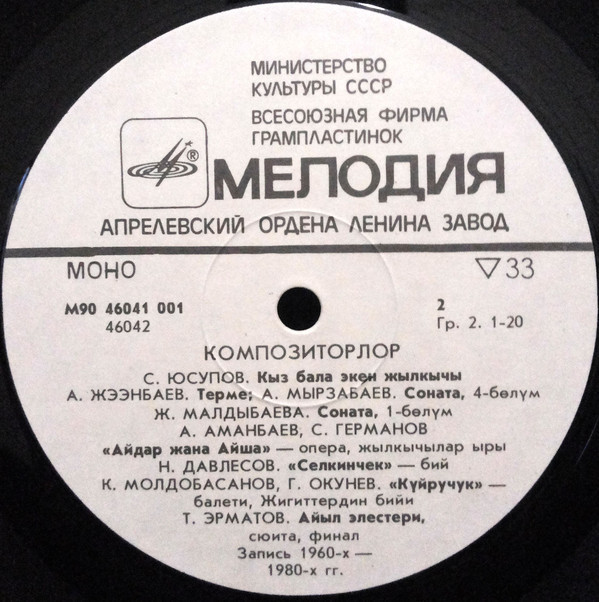 МИНИСТЕРСТВО
КУЛЬТУРЫ СССР
ВСЕСОЮЗНАЯ ФИРМА
ГРАМПЛАСТИНОК
®
МЕЛОДИЯ
АПРЕЛЕВСКИЙ ОРДЕНА ЛЕНИНА ЗАВОД
МОНО ▽33
М90 46041 001 2
46042 Гр. 2. 1-20
КОМПОЗИТОРЛОР
С. ЮСУПОВ. Кыз бала экен жылкычы
А. ЖЭЭНБАЕВ. Терме; А. МЫРЗАБАЕВ. Соната, 4-бөлүм
Ж. МАЛДЫБАЕВА. Соната, 1-бөлүм
А. АМАНБАЕВ, С. ГЕРМАНОВ
«Айдар жана Айша» — опера, жылкычылар ыры
Н. ДАВЛЕСОВ. «Селкинчек» — бий
К. МОЛДОБАСАНОВ, Г. ОКУНЕВ. «Күйручук» —
балети, Жигиттердин бийи
Т. ЭРМАТОВ. Айыл элестери,
сюита, финал
Запись 1960-х —
1980-х гг.